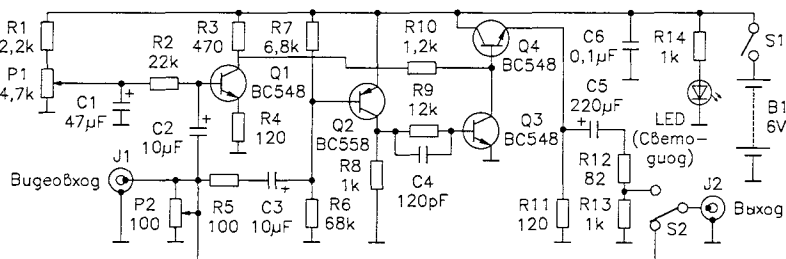 R1
2,2k
P1
4,7k
R2
22k
C1
47µF
C2
10µF
R3
470
Q1
BC548
R4
120
R7
6,8k
Q2
BC558
R10
1,2k
R9
12k
C4
120pF
R8
1k
Q4
BC548
Q3
BC548
C6
0,1µF
C5
220µF
R14
1k
LED
(Свето-
диод)
S1
B1
6V
R12
82
R13
1k
R11
120
S2
J2
Выход
J1
Видеовход
P2
100
R5
100
C3
10µF
R6
68k